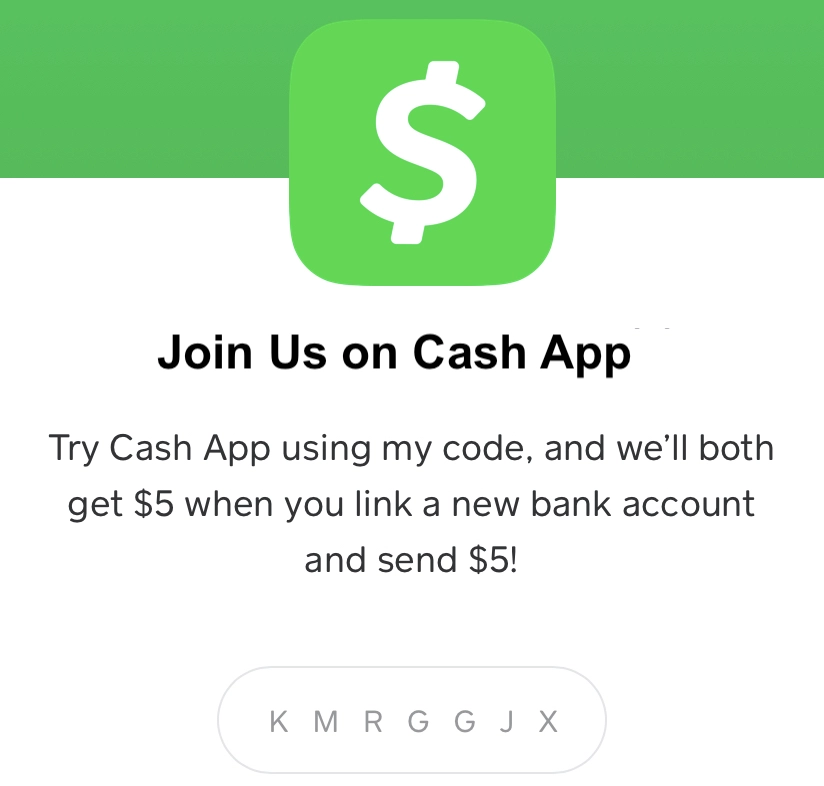 Join Us on Cash App
Try Cash App using my code, and we’ll both
get $5 when you link a new bank account
and send $5!
K M R G G J X